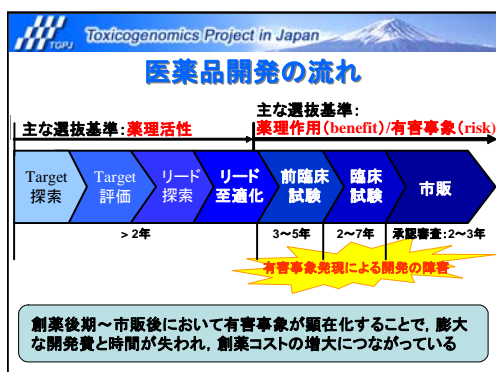 TGPJ
Toxicogenomics Project in Japan
医薬品開発の流れ
主な選抜基準：薬理活性
主な選抜基準：
薬理作用（benefit）/有害事象（risk）
Target
探索
Target
評価
リード
探索
リード
至適化
前臨床
試験
臨床
試験
市販
> 2年
3～5年
2～7年
承認審査：2～3年
有害事象発現による開発の障害
創薬後期～市販後において有害事象が顕在化することで，膨大
な開発費と時間が失われ，創薬コストの増大につながっている